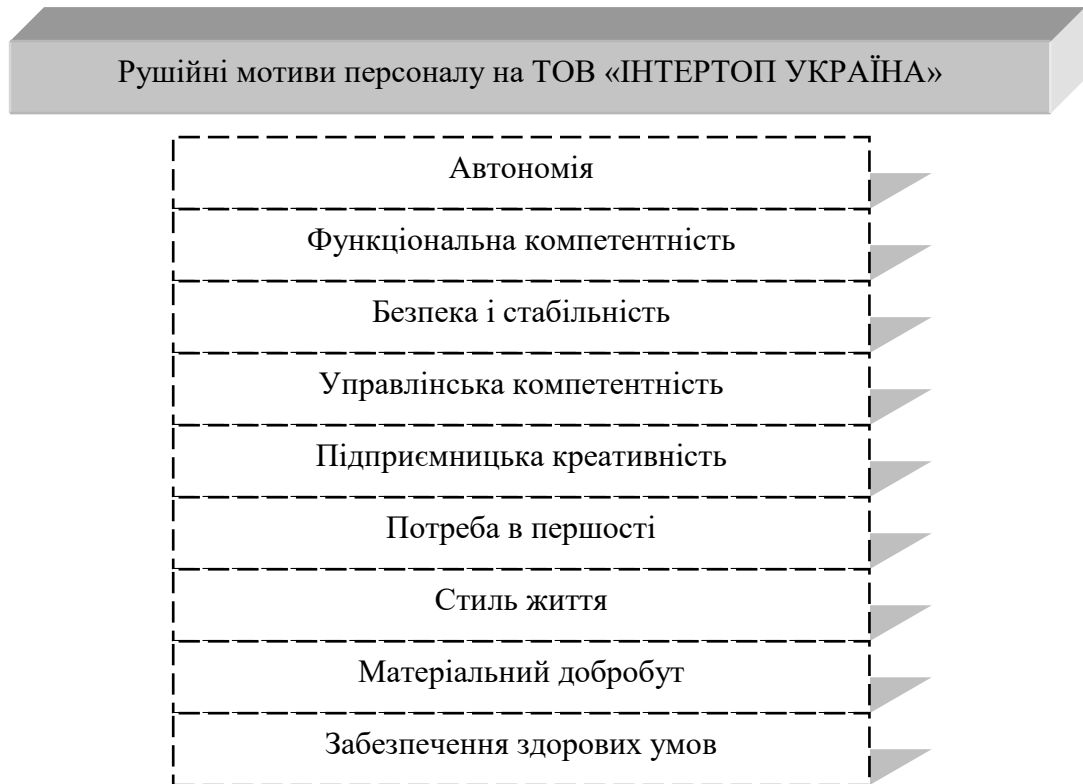 Рушійні мотиви персоналу на ТОВ «ІНТЕРТОП УКРАЇНА»
Автономія
Функціональна компетентність
Безпека і стабільність
Управлінська компетентність
Підприємницька креативність
Потреба в першості
Стиль життя
Матеріальний добробут
Забезпечення здорових умов